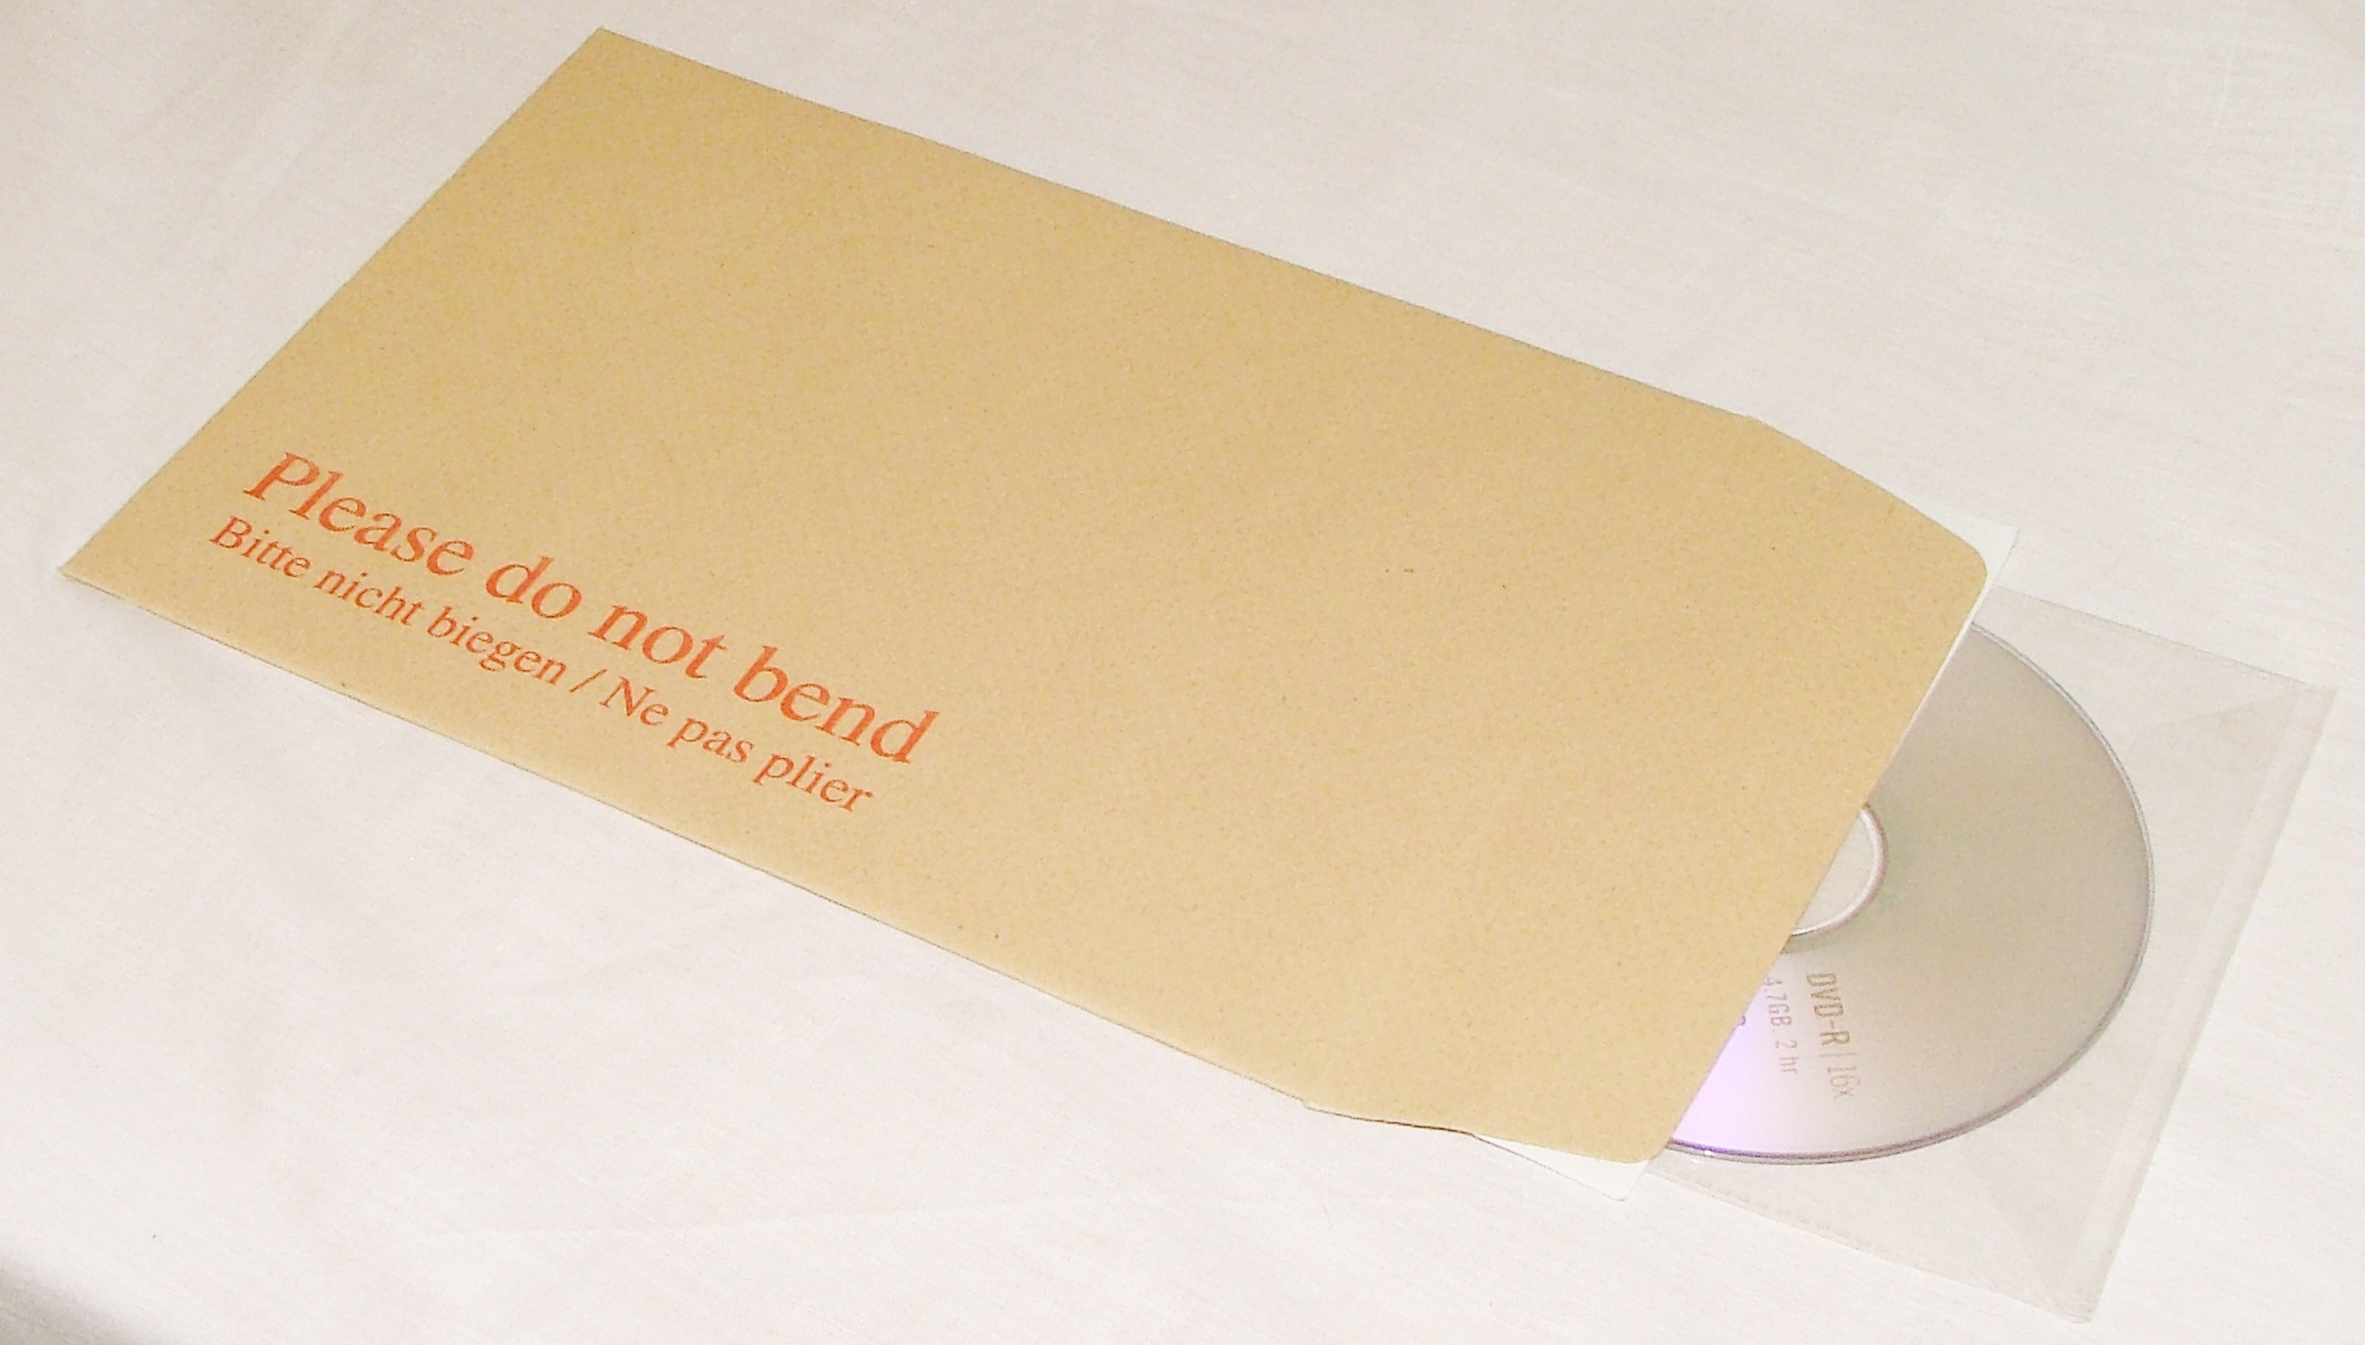 Please do not bend
Bitte nicht biegen / Ne pas plier
DVD-R | 16x
4.7GB. 2 hr